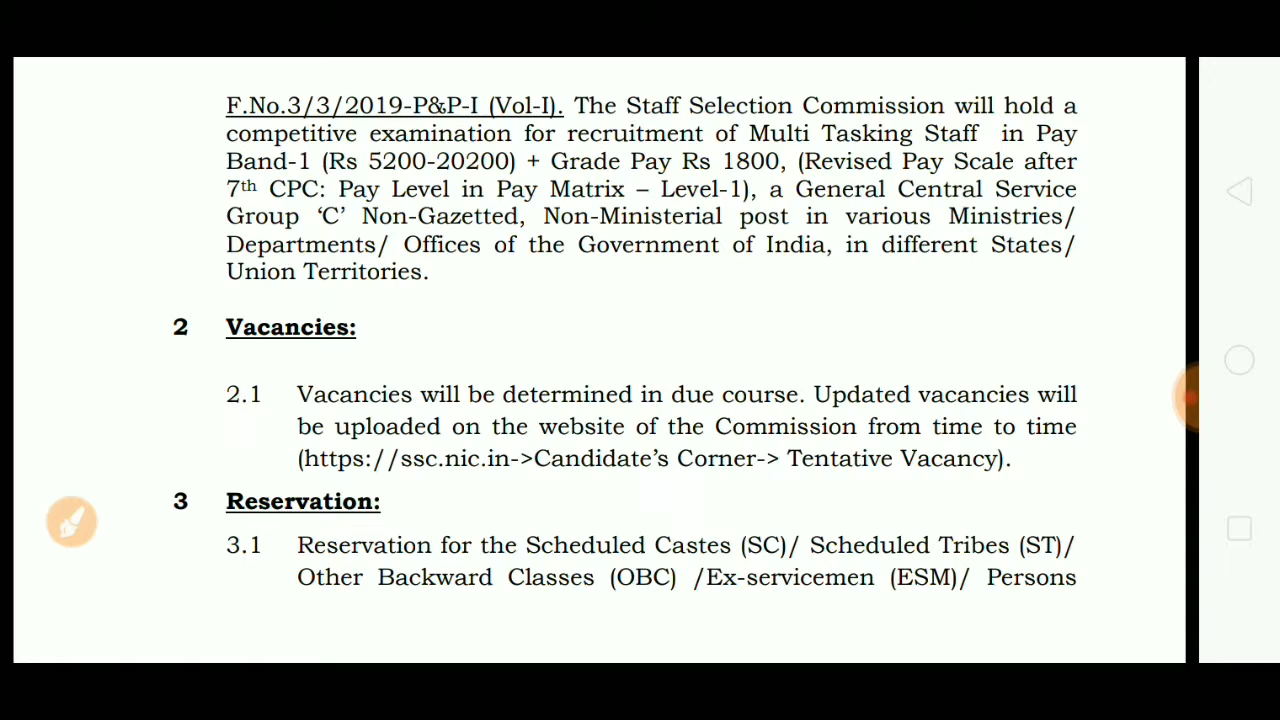 F.No.3/3/2019-P&P-I (Vol-I). The Staff Selection Commission will hold a
competitive examination for recruitment of Multi Tasking Staff in Pay
Band-1 (Rs 5200-20200) + Grade Pay Rs 1800, (Revised Pay Scale after
7th CPC: Pay Level in Pay Matrix – Level-1), a General Central Service
Group ‘C’ Non-Gazetted, Non-Ministerial post in various Ministries/
Departments/ Offices of the Government of India, in different States/
Union Territories.
2 Vacancies:
2.1 Vacancies will be determined in due course. Updated vacancies will
be uploaded on the website of the Commission from time to time
(https://ssc.nic.in->Candidate’s Corner-> Tentative Vacancy).
3 Reservation:
3.1 Reservation for the Scheduled Castes (SC)/ Scheduled Tribes (ST)/
Other Backward Classes (OBC) /Ex-servicemen (ESM)/ Persons